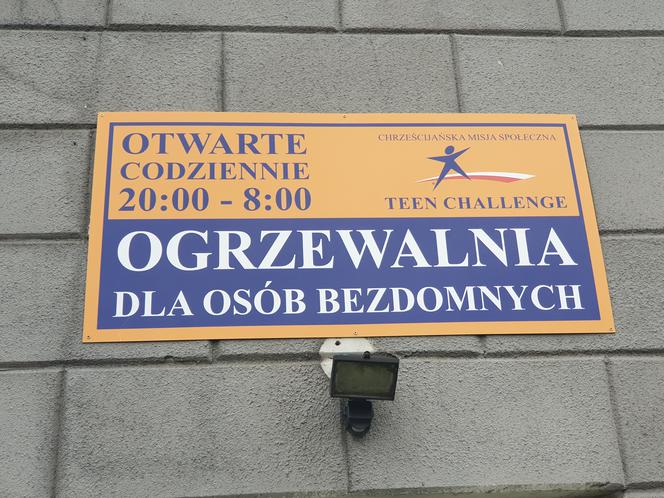 OTWARTE
CODZIENNIE
20:00 - 8:00
CHRZEŚCIJAŃSKA MISJA SPOŁECZNA
TEEN CHALLENGE
OGRZEWALNIA
DLA OSÓB BEZDOMNYCH